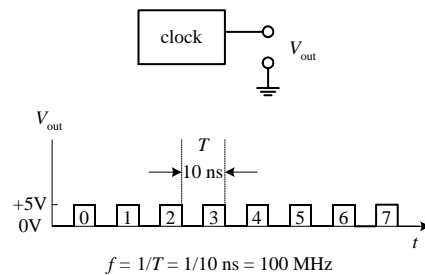 clock
V_out
V_out
T
10 ns
+5V
0V
0 1 2 3 4 5 6 7
t
f = 1/T = 1/10 ns = 100 MHz